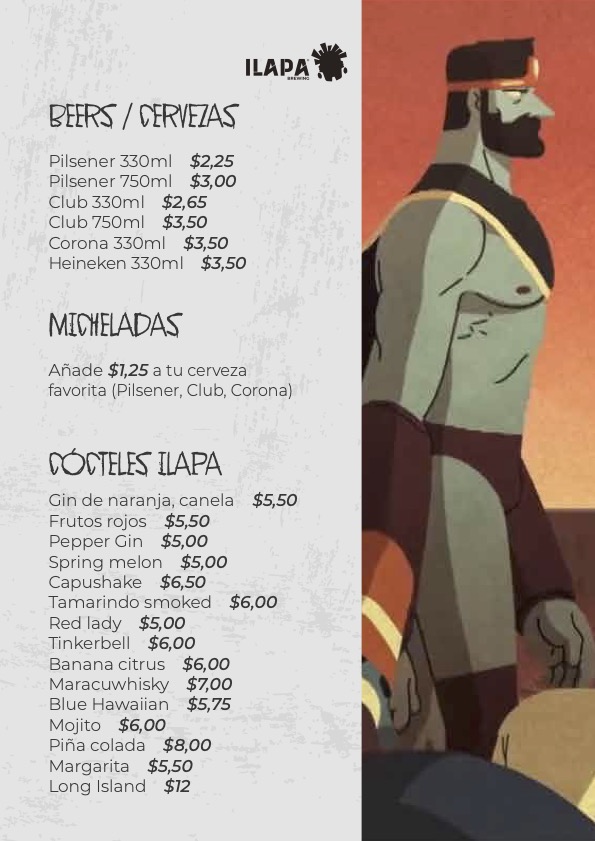 ILAPA
BREWING
BEERS / CERVEZAS
Pilsener 330ml $2,25
Pilsener 750ml $3,00
Club 330ml $2,65
Club 750ml $3,50
Corona 330ml $3,50
Heineken 330ml $3,50
MICHELADAS
Añade $1,25 a tu cerveza
favorita (Pilsener, Club, Corona)
CÓCTELES ILAPA
Gin de naranja, canela $5,50
Frutos rojos $5,50
Pepper Gin $5,00
Spring melon $5,00
Capushake $6,50
Tamarindo smoked $6,00
Red lady $5,00
Tinkerbell $6,00
Banana citrus $6,00
Maracuwhisky $7,00
Blue Hawaiian $5,75
Mojito $6,00
Piña colada $8,00
Margarita $5,50
Long Island $12